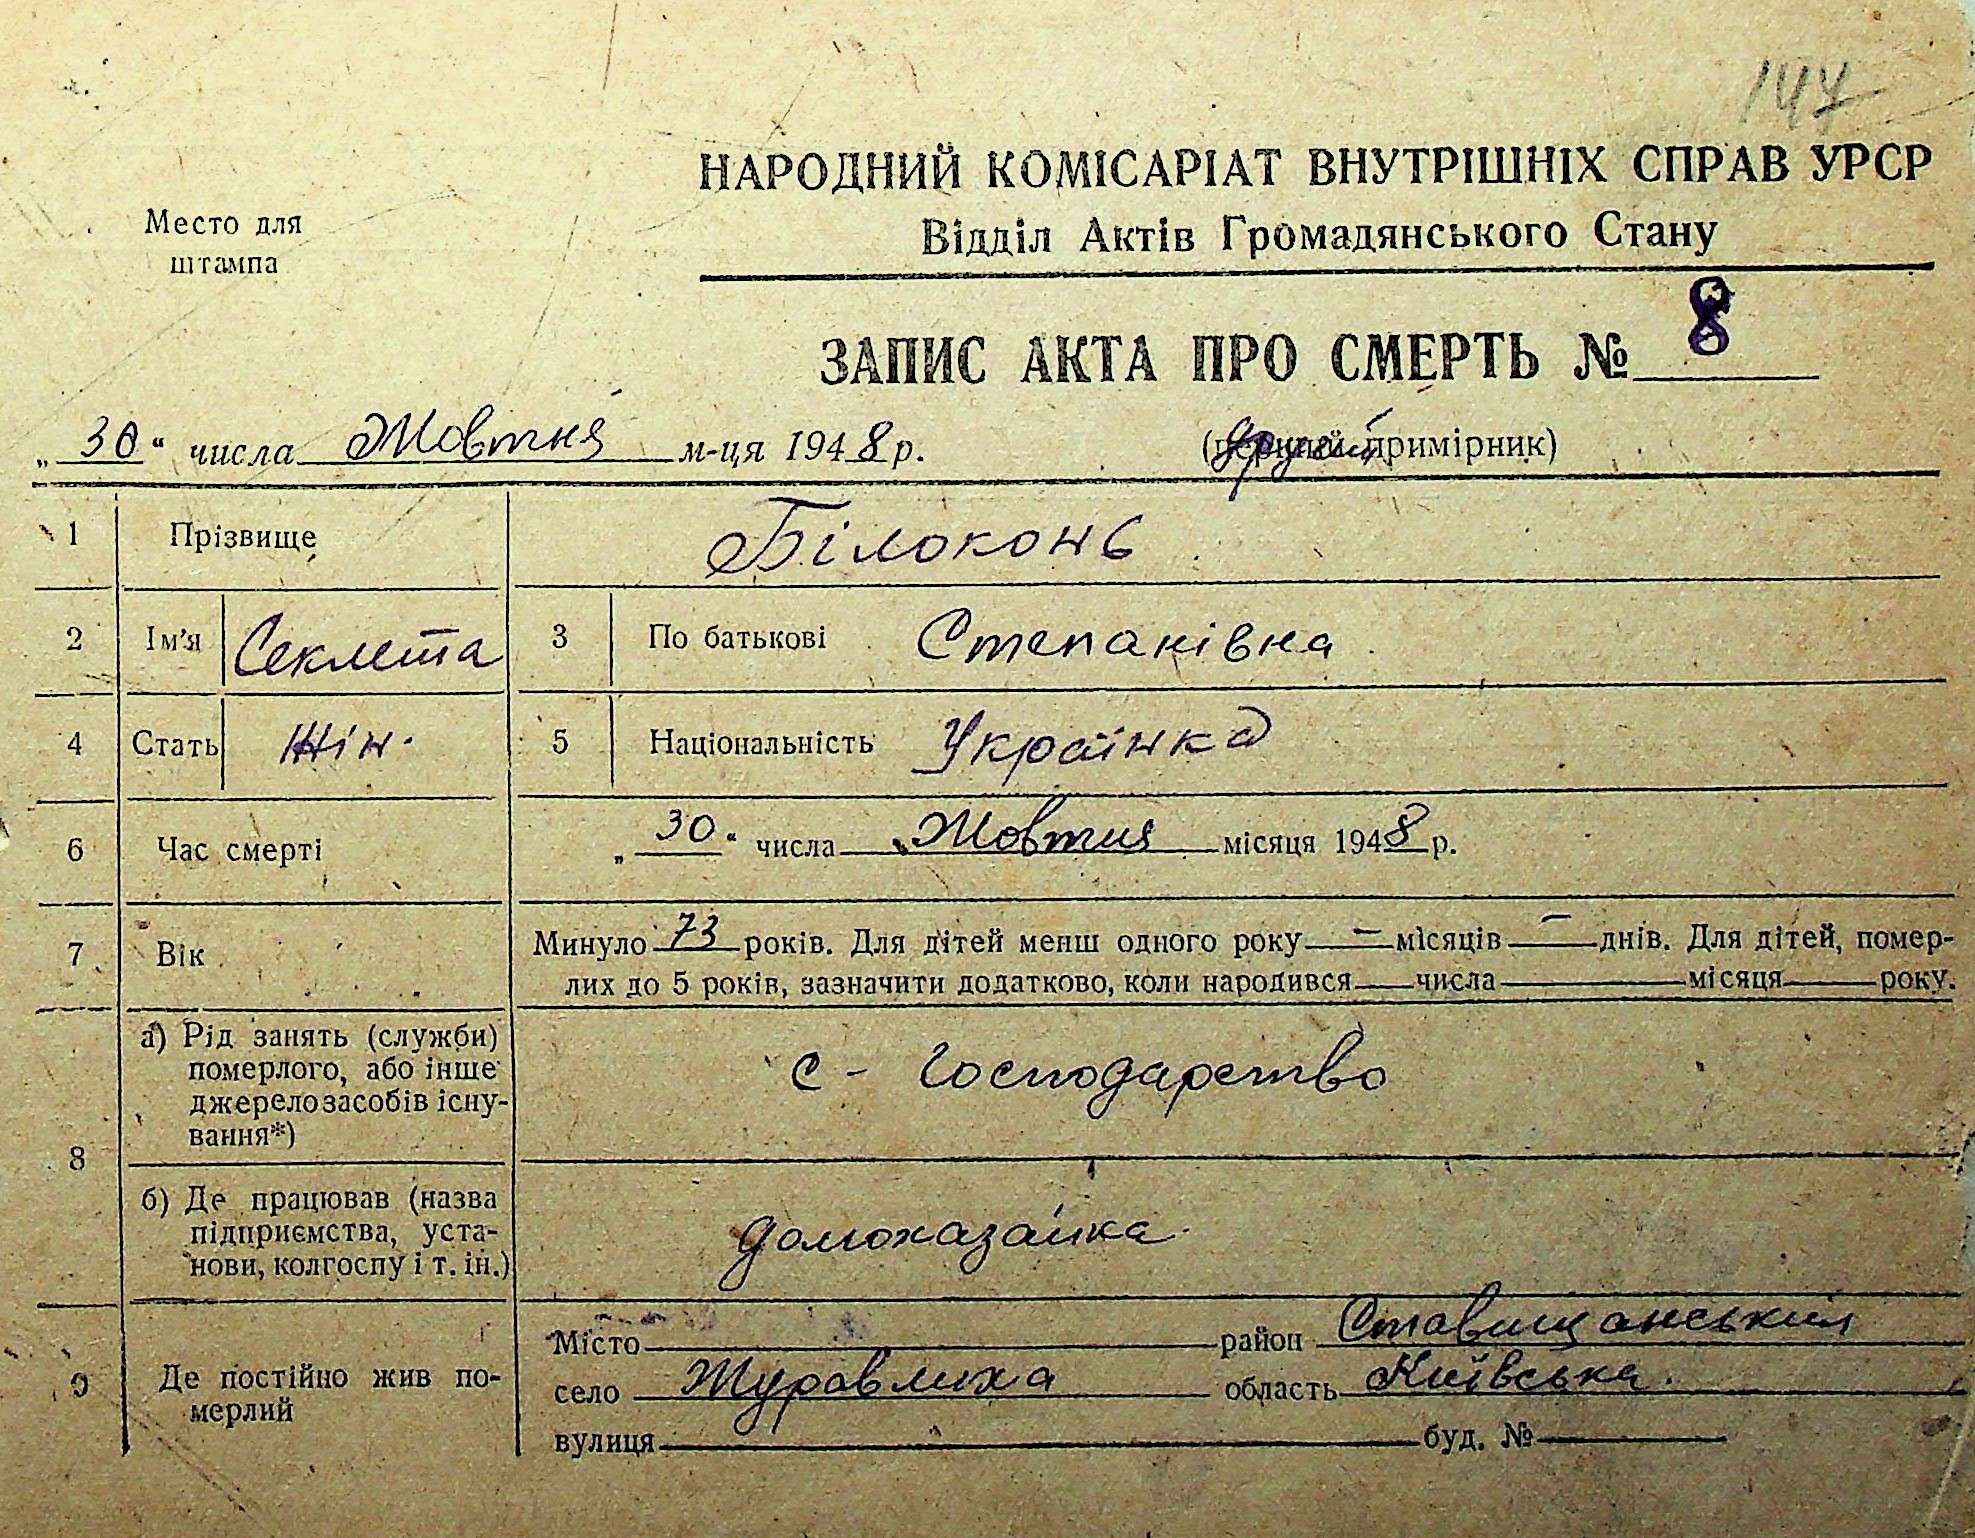 147
НАРОДНИЙ КОМІСАРІАТ ВНУТРІШНІХ СПРАВ УРСР
Место для штампа
Відділ Актів Громадянського Стану
ЗАПИС АКТА ПРО СМЕРТЬ № 8
„30“ числа Жовтня м-ця 1948 р. (другий примірник)
1 Прізвище Білоконь
2 Ім'я Секлета 3 По батькові Степанівна
4 Стать Жін. 5 Національність Українка
6 Час смерті „30“ числа Жовтня місяця 1948 р.
7 Вік Минуло 73 років. Для дітей менш одного року — місяців — днів. Для дітей, помер-
лих до 5 років, зазначити додатково, коли народився числа місяця року.
8 а) Рід занять (служби)
померлого, або інше
джерело засобів існу-
вання*)
с - господарство
б) Де працював (назва
підприємства, уста-
нови, колгоспу і т. ін.)
домохазайка
9 Де постійно жив по-
мерлий
Місто район Ставищанський
село Журавлиха область Київська.
вулиця буд. №